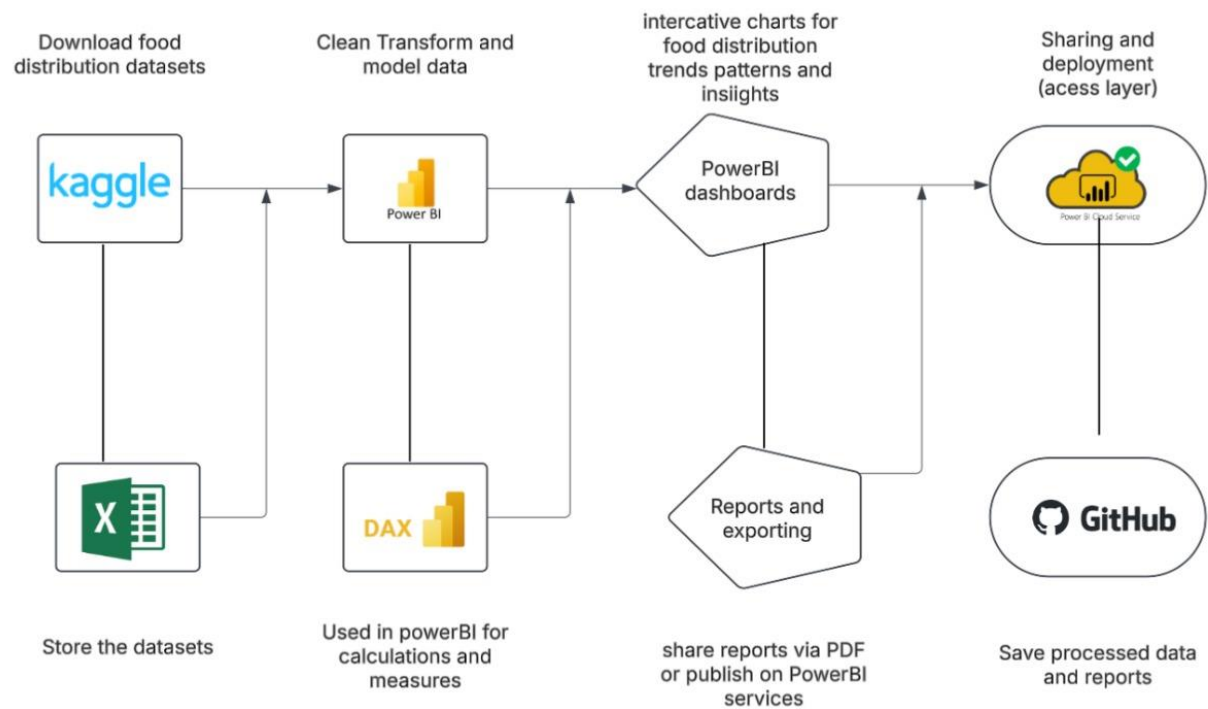 Download food
distribution datasets
Clean Transform and
model data
intercative charts for
food distribution
trends patterns and
insiights
Sharing and
deployment
(acess layer)
kaggle
Power BI
PowerBI
dashboards
Power BI Cloud Service
X
DAX
Reports and
exporting
GitHub
Store the datasets
Used in powerBI for
calculations and
measures
share reports via PDF
or publish on PowerBI
services
Save processed data
and reports